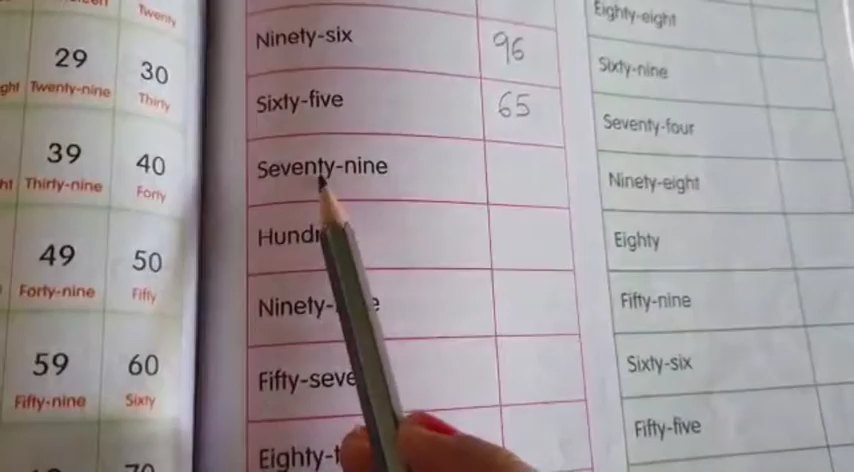 Twenty
29 30
Twenty-nine Thirty
39 40
Thirty-nine Forty
49 50
Forty-nine Fifty
59 60
Fifty-nine Sixty
70
Ninety-six 96
Sixty-five 65
Seventy-nine
Fifty-seve
Eighty-eight
Sixty-nine
Seventy-four
Ninety-eight
Eighty
Fifty-nine
Sixty-six
Fifty-five